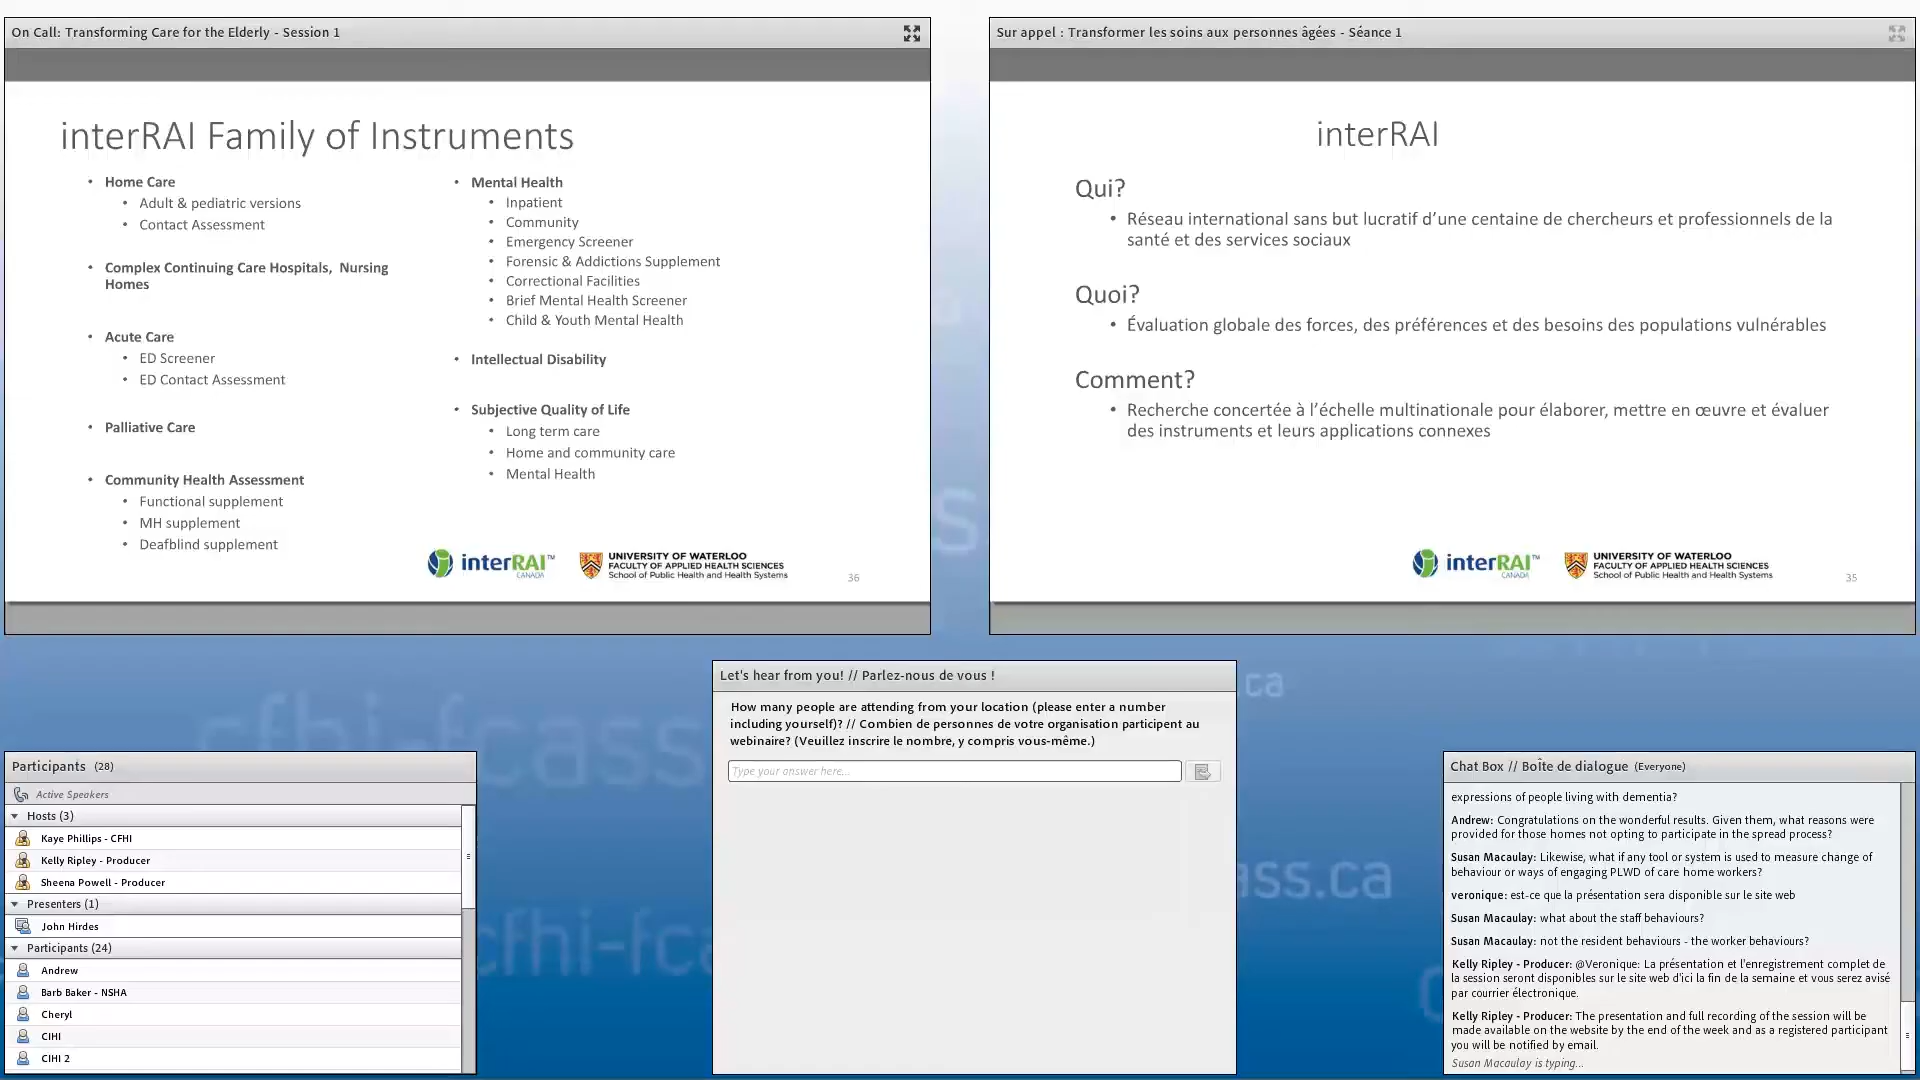 On Call: Transforming Care for the Elderly - Session 1
interRAI Family of Instruments
• Home Care
• Adult & pediatric versions
• Contact Assessment
• Complex Continuing Care Hospitals, Nursing
Homes
• Acute Care
• ED Screener
• ED Contact Assessment
• Palliative Care
• Community Health Assessment
• Functional supplement
• MH supplement
• Deafblind supplement
• Mental Health
• Inpatient
• Community
• Emergency Screener
• Forensic & Addictions Supplement
• Correctional Facilities
• Brief Mental Health Screener
• Child & Youth Mental Health
• Intellectual Disability
• Subjective Quality of Life
• Long term care
• Home and community care
• Mental Health
interRAI™
CANADA
UNIVERSITY OF WATERLOO
FACULTY OF APPLIED HEALTH SCIENCES
School of Public Health and Health Systems
36
Sur appel : Transformer les soins aux personnes âgées - Séance 1
interRAI
Qui?
• Réseau international sans but lucratif d’une centaine de chercheurs et professionnels de la
santé et des services sociaux
Quoi?
• Évaluation globale des forces, des préférences et des besoins des populations vulnérables
Comment?
• Recherche concertée à l’échelle multinationale pour élaborer, mettre en œuvre et évaluer
des instruments et leurs applications connexes
interRAI™
CANADA
UNIVERSITY OF WATERLOO
FACULTY OF APPLIED HEALTH SCIENCES
School of Public Health and Health Systems
35
cfhi-fcass
.ca
ass.ca
cfhi-fca
Participants (28)
Active Speakers
Hosts (3)
Kaye Phillips - CFHI
Kelly Ripley - Producer
Sheena Powell - Producer
Presenters (1)
John Hirdes
Participants (24)
Andrew
Barb Baker - NSHA
Cheryl
CIHI
CIHI 2
Let's hear from you! // Parlez-nous de vous !
How many people are attending from your location (please enter a number
including yourself)? // Combien de personnes de votre organisation participent au
webinaire? (Veuillez inscrire le nombre, y compris vous-même.)
Type your answer here...
Chat Box // Boîte de dialogue (Everyone)
expressions of people living with dementia?
Andrew: Congratulations on the wonderful results. Given them, what reasons were
provided for those homes not opting to participate in the spread process?
Susan Macaulay: Likewise, what if any tool or system is used to measure change of
behaviour or ways of engaging PLWD of care home workers?
veronique: est-ce que la présentation sera disponible sur le site web
Susan Macaulay: what about the staff behaviours?
Susan Macaulay: not the resident behaviours - the worker behaviours?
Kelly Ripley - Producer: @Veronique: La présentation et l'enregistrement complet de
la session seront disponibles sur le site web d'ici la fin de la semaine et vous serez avisé
par courrier électronique.
Kelly Ripley - Producer: The presentation and full recording of the session will be
made available on the website by the end of the week and as a registered participant
you will be notified by email.
Susan Macaulay is typing...